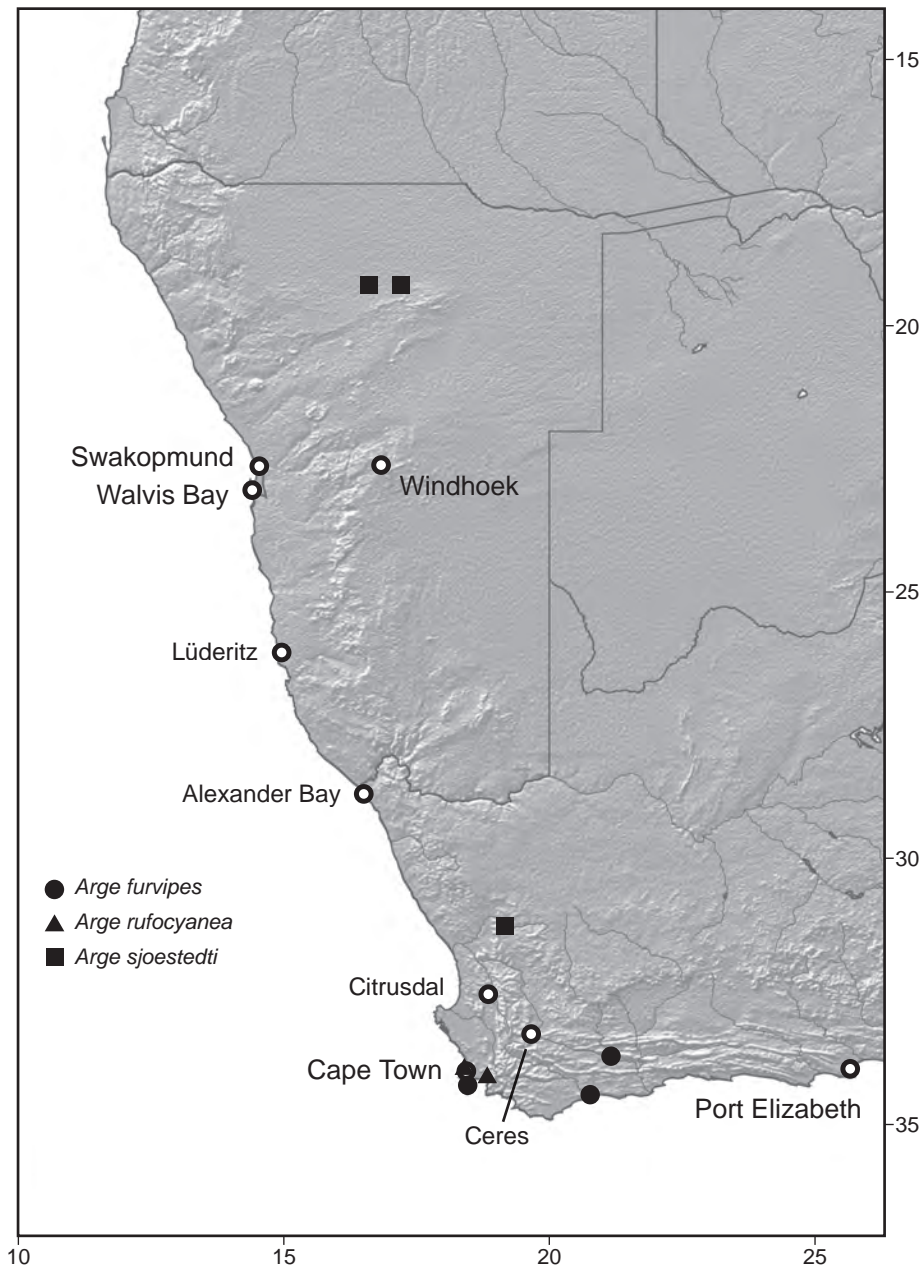 15
20
Swakopmund
Walvis Bay
Windhoek
25
Lüderitz
Alexander Bay
30
Arge furvipes
Arge rufocyanea
Arge sjoestedti
Citrusdal
Cape Town
Port Elizabeth
Ceres
35
10 15 20 25